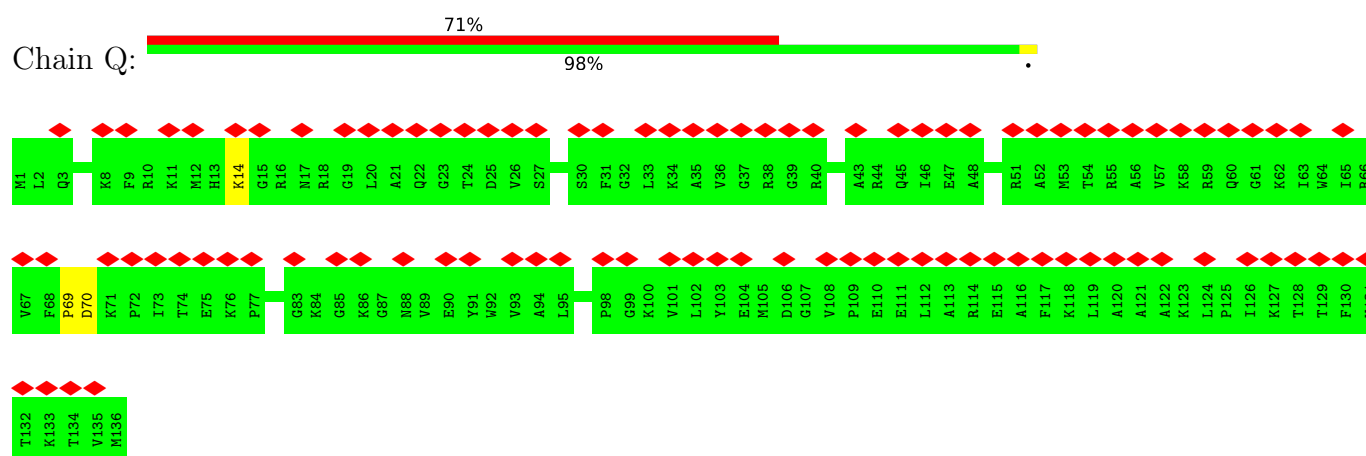 71%
Chain Q:
98%
.
M1 L2 Q3 K8 F9 R10 K11 M12 H13 K14 G15 R16 N17 R18 G19 L20 A21 Q22 G23 T24 D25 V26 S27 S30 F31 G32 L33 K34 A35 V36 G37 R38 G39 R40 A43 R44 Q45 I46 E47 A48 R51 A52 M53 T54 R55 A56 V57 K58 R59 Q60 G61 K62 I63 W64 I65 R66
V67 F68 P69 D70 K71 P72 I73 T74 E75 K76 P77 G83 K84 G85 K86 G87 N88 V89 E90 Y91 W92 V93 A94 L95 P98 G99 K100 V101 L102 Y103 E104 M105 D106 G107 V108 P109 E110 E111 L112 A113 R114 E115 A116 F117 K118 L119 A120 A121 A122 K123 L124 P125 I126 K127 T128 T129 F130
T132 K133 T134 V135 M136